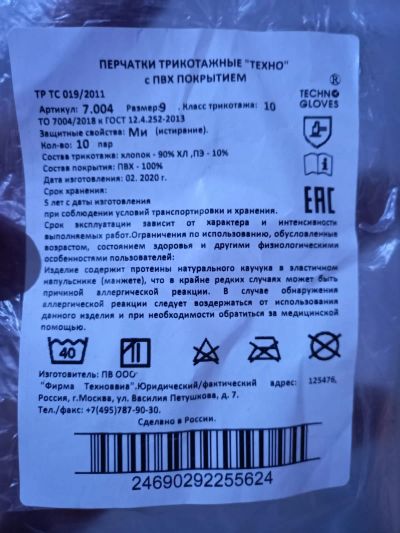 ПЕРЧАТКИ ТРИКОТАЖНЫЕ "ТЕХНО"
с ПВХ ПОКРЫТИЕМ
®
ТР ТС 019/2011
TECHNO
GLOVES
Артикул: 7.004 Размер:9 . Класс трикотажа: 10
ТО 7004/2018 к ГОСТ 12.4.252-2013
Защитные свойства: Ми (истирание).
Кол-во: 10 пар
Состав трикотажа: хлопок - 90% ХЛ ,ПЭ - 10%
Состав покрытия: ПВХ - 100%
Дата изготовления: 02. 2020 г.
Срок хранения:
5 лет с даты изготовления
ЕАС
при соблюдении условий транспортировки и хранения.
Срок эксплуатации зависит от характера и интенсивности
выполняемых работ.Ограничения по использованию, обусловленные
возрастом, состоянием здоровья и другими физиологическими
особенностями пользователей:
Изделие содержит протеины натурального каучука в эластичном
напульснике (манжете), что в крайне редких случаях может быть
причиной аллергической реакции. В случае обнаружения
аллергической реакции следует воздержаться от использования
данного изделия и при необходимости обратиться за медицинской
помощью.
40
Изготовитель: ПВ ООО
"Фирма Техноавиа".Юридический/фактический адрес: 125476,
Россия, г.Москва, ул. Василия Петушкова, д. 7.
Тел./факс: +7(495)787-90-30.
Сделано в России.
24690292255624